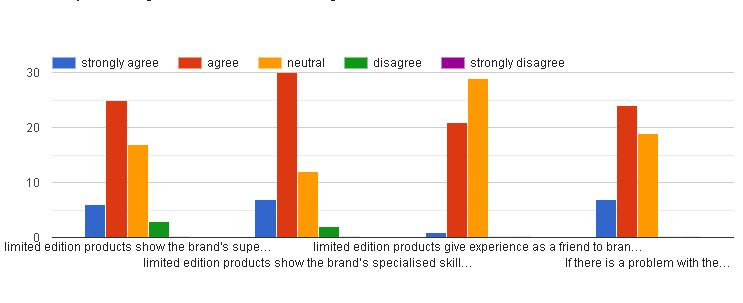 strongly agree agree neutral disagree strongly disagree
30
20
10
0
limited edition products show the brand's supe...
limited edition products give experience as a friend to bran...
limited edition products show the brand's specialised skill...
If there is a problem with the...